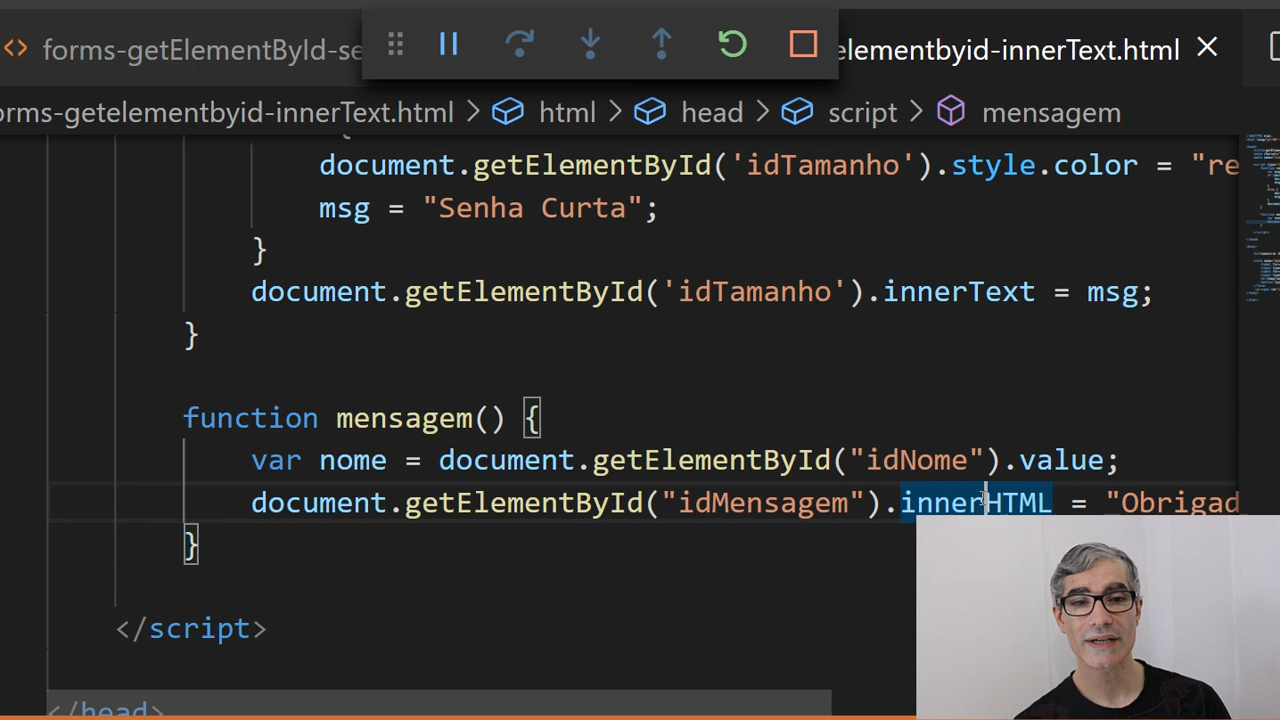 forms-getElementById-se
elementbyid-innerText.html
orms-getelementbyid-innerText.html > html > head > script > mensagem
{
document.getElementById('idTamanho').style.color = "re
msg = "Senha Curta";
}
document.getElementById('idTamanho').innerText = msg;
}
function mensagem() {
var nome = document.getElementById("idNome").value;
document.getElementById("idMensagem").innerHTML = "Obrigad
}
</script>
</head>